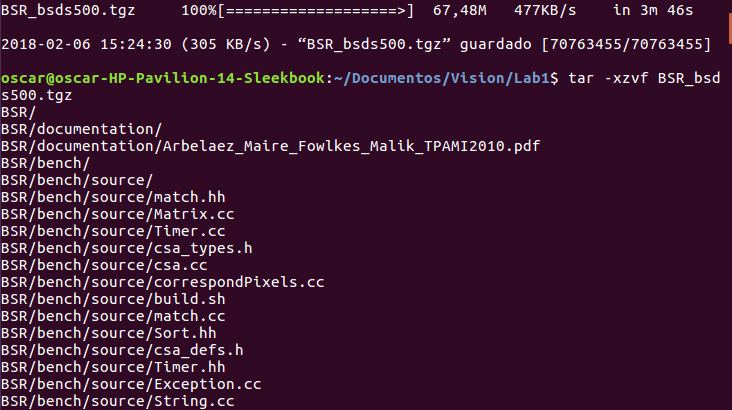 BSR_bsds500.tgz     100%[===================>]  67,48M   477KB/s    in 3m 46s
2018-02-06 15:24:30 (305 KB/s) - “BSR_bsds500.tgz” guardado [70763455/70763455]
oscar@oscar-HP-Pavilion-14-Sleekbook:~/Documentos/Vision/Lab1$ tar -xzvf BSR_bsd
s500.tgz
BSR/
BSR/documentation/
BSR/documentation/Arbelaez_Maire_Fowlkes_Malik_TPAMI2010.pdf
BSR/bench/
BSR/bench/source/
BSR/bench/source/match.hh
BSR/bench/source/Matrix.cc
BSR/bench/source/Timer.cc
BSR/bench/source/csa_types.h
BSR/bench/source/csa.cc
BSR/bench/source/correspondPixels.cc
BSR/bench/source/build.sh
BSR/bench/source/match.cc
BSR/bench/source/Sort.hh
BSR/bench/source/csa_defs.h
BSR/bench/source/Timer.hh
BSR/bench/source/Exception.cc
BSR/bench/source/String.cc